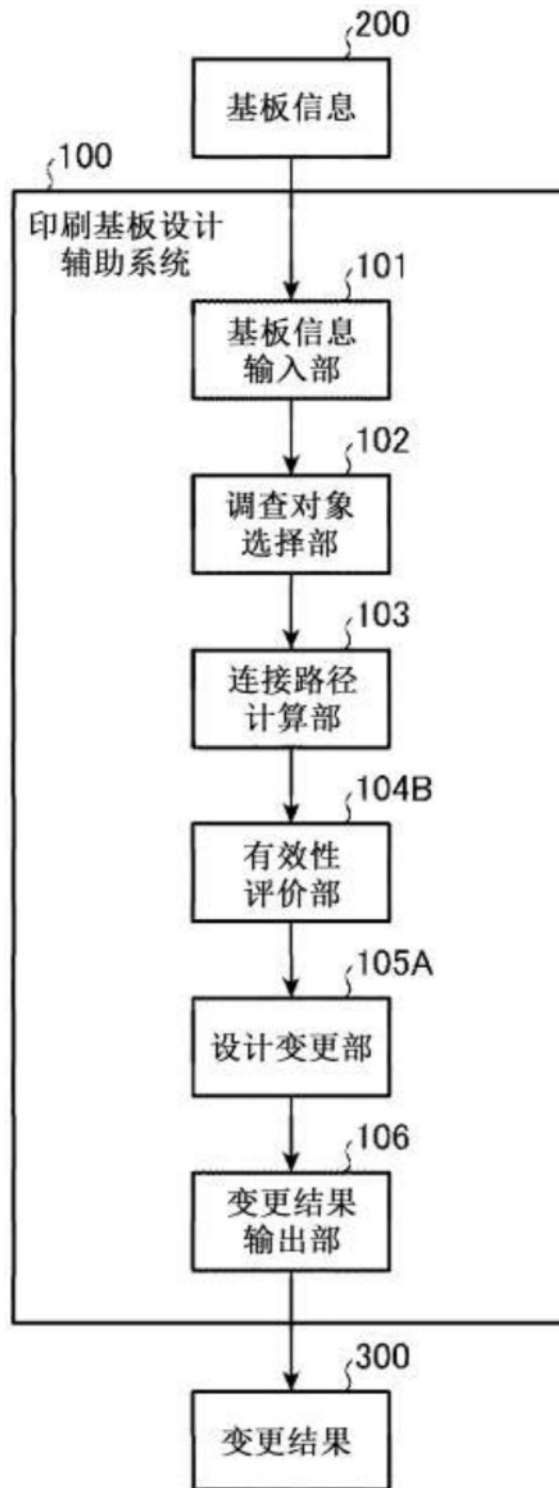 200
基板信息
100
印刷基板设计
辅助系统
101
基板信息
输入部
102
调查对象
选择部
103
连接路径
计算部
104B
有效性
评价部
105A
设计变更部
106
变更结果
输出部
300
变更结果